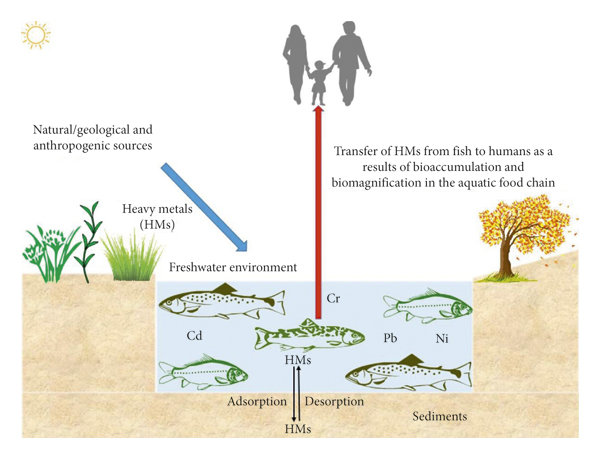 Natural/geological and
anthropogenic sources
Transfer of HMs from fish to humans as a
results of bioaccumulation and
biomagnification in the aquatic food chain
Heavy metals
(HMs)
Freshwater environment
Cr
Cd
Pb
Ni
HMs
Adsorption
Desorption
Sediments
HMs